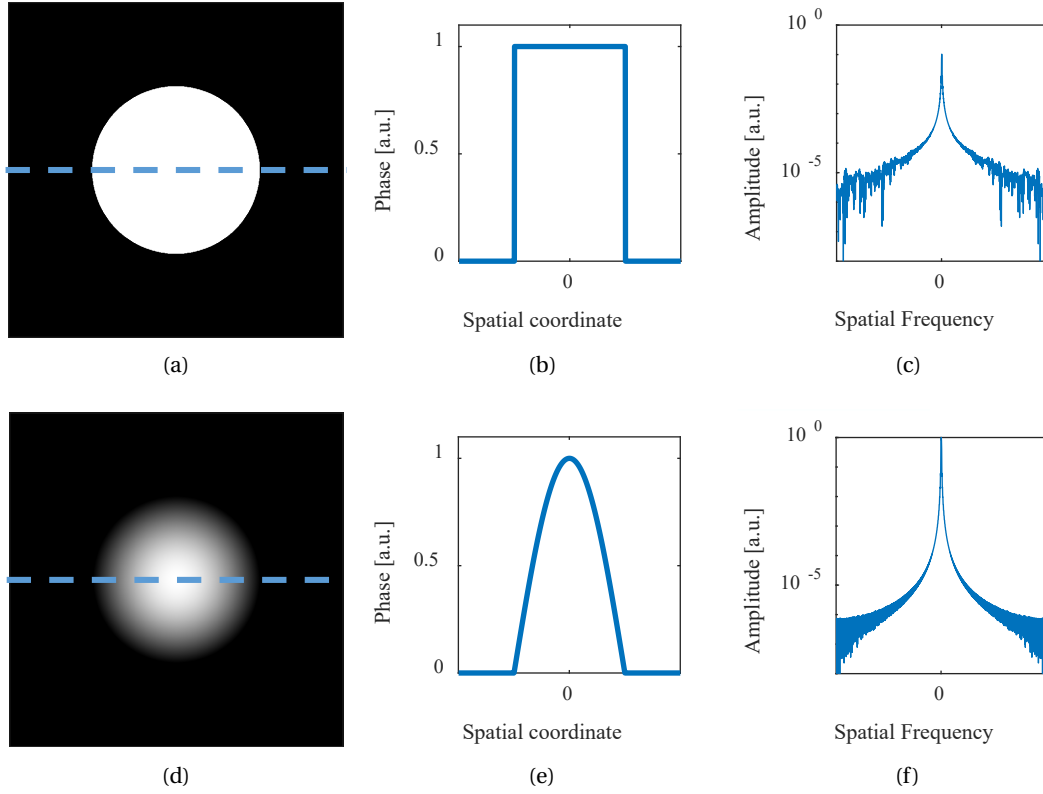 1
0.5
0
Phase [a.u.]
0
Spatial coordinate
10 0
10 -5
Amplitude [a.u.]
0
Spatial Frequency
(a)
(b)
(c)
1
0.5
0
Phase [a.u.]
0
Spatial coordinate
10 0
10 -5
Amplitude [a.u.]
0
Spatial Frequency
(d)
(e)
(f)